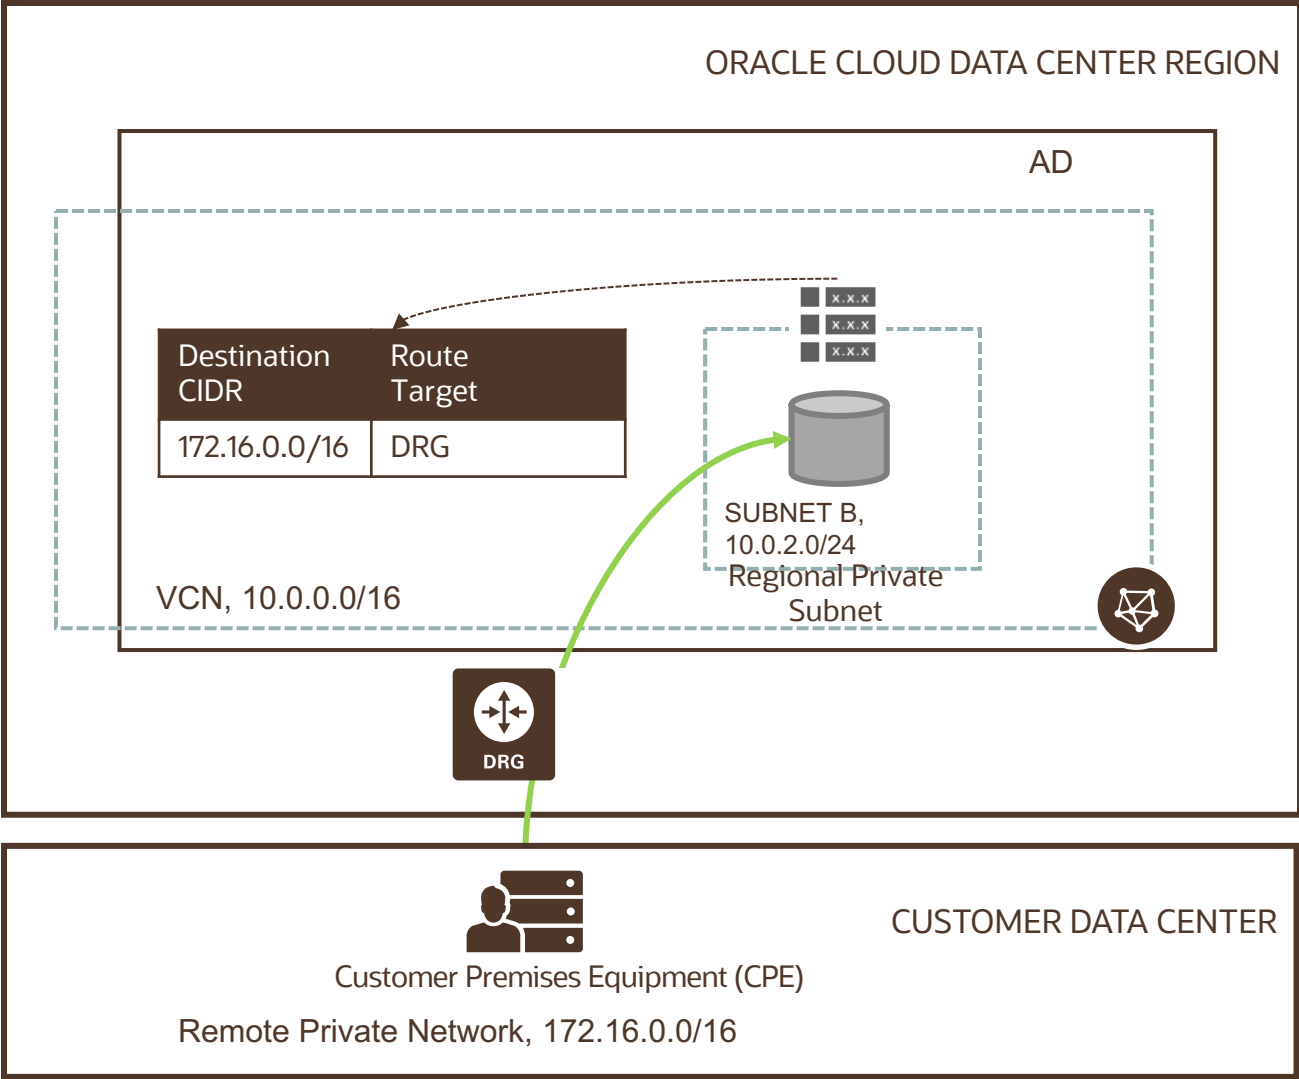 ORACLE CLOUD DATA CENTER REGION
AD
x.x.x
x.x.x
x.x.x
Destination CIDR
Route Target
172.16.0.0/16
DRG
SUBNET B,
10.0.2.0/24
Regional Private
Subnet
VCN, 10.0.0.0/16
DRG
CUSTOMER DATA CENTER
Customer Premises Equipment (CPE)
Remote Private Network, 172.16.0.0/16